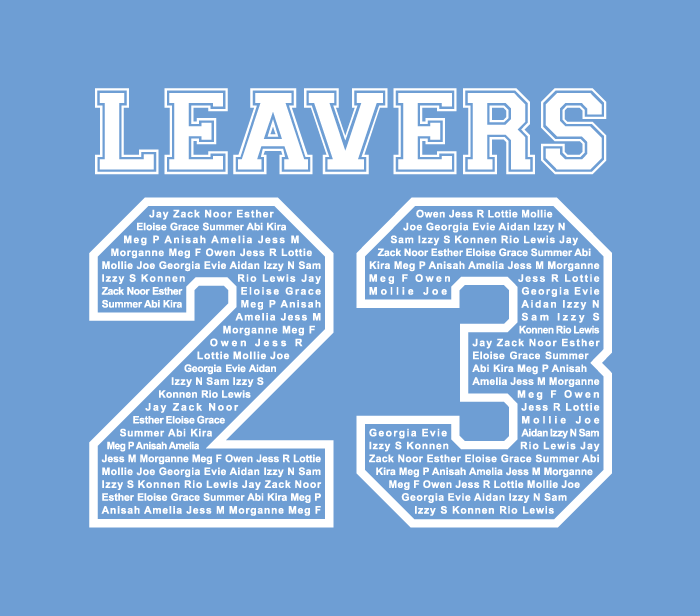 LEAVERS
23
Jay Zack Noor Esther
Eloise Grace Summer Abi Kira
Meg P Anisah Amelia Jess M
Morganne Meg F Owen Jess R Lottie
Mollie Joe Georgia Evie Aidan Izzy N Sam
Izzy S Konnen Rio Lewis Jay
Zack Noor Esther Eloise Grace
Summer Abi Kira Meg P Anisah
Amelia Jess M
Morganne Meg F
Owen Jess R
Lottie Mollie Joe
Georgia Evie Aidan
Izzy N Sam Izzy S
Konnen Rio Lewis
Jay Zack Noor
Esther Eloise Grace
Summer Abi Kira
Meg P Anisah Amelia
Jess M Morganne Meg F Owen Jess R Lottie
Mollie Joe Georgia Evie Aidan Izzy N Sam
Izzy S Konnen Rio Lewis Jay Zack Noor
Esther Eloise Grace Summer Abi Kira Meg P
Anisah Amelia Jess M Morganne Meg F
Owen Jess R Lottie Mollie
Joe Georgia Evie Aidan Izzy N
Sam Izzy S Konnen Rio Lewis Jay
Zack Noor Esther Eloise Grace Summer Abi
Kira Meg P Anisah Amelia Jess M Morganne
Meg F Owen Jess R Lottie
Mollie Joe Georgia Evie
Aidan Izzy N
Sam Izzy S
Konnen Rio Lewis
Jay Zack Noor Esther
Eloise Grace Summer
Abi Kira Meg P Anisah
Amelia Jess M Morganne
Meg F Owen
Jess R Lottie
Mollie Joe
Georgia Evie Aidan Izzy N Sam
Izzy S Konnen Rio Lewis Jay
Zack Noor Esther Eloise Grace Summer Abi
Kira Meg P Anisah Amelia Jess M Morganne
Meg F Owen Jess R Lottie Mollie Joe
Georgia Evie Aidan Izzy N Sam
Izzy S Konnen Rio Lewis